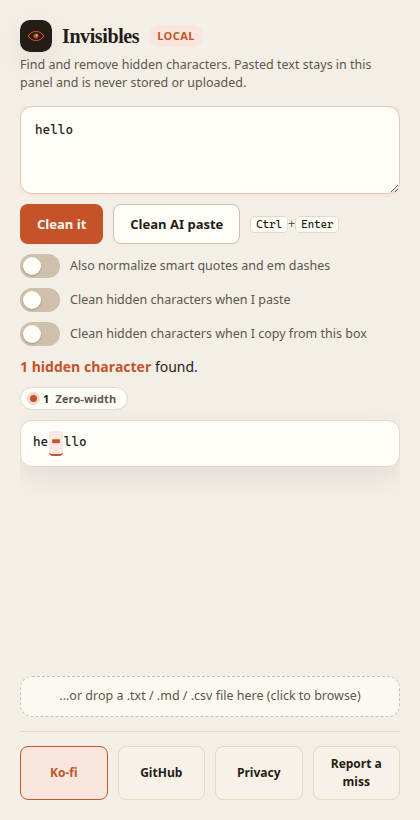 Invisibles LOCAL
Find and remove hidden characters. Pasted text stays in this
panel and is never stored or uploaded.
hello
Clean it Clean AI paste Ctrl+Enter
Also normalize smart quotes and em dashes
Clean hidden characters when I paste
Clean hidden characters when I copy from this box
1 hidden character found.
1 Zero-width
hello
...or drop a .txt / .md / .csv file here (click to browse)
Ko-fi GitHub Privacy Report a
miss